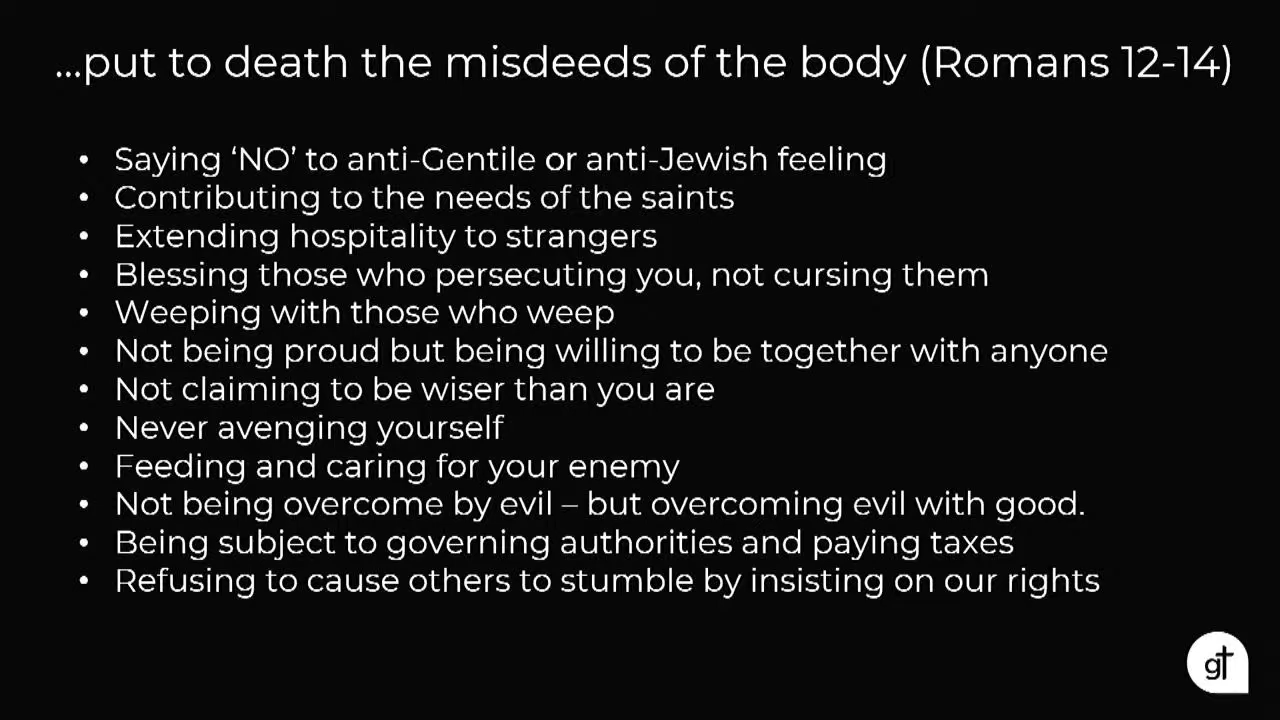 ...put to death the misdeeds of the body (Romans 12-14)
• Saying ‘NO’ to anti-Gentile or anti-Jewish feeling
• Contributing to the needs of the saints
• Extending hospitality to strangers
• Blessing those who persecuting you, not cursing them
• Weeping with those who weep
• Not being proud but being willing to be together with anyone
• Not claiming to be wiser than you are
• Never avenging yourself
• Feeding and caring for your enemy
• Not being overcome by evil – but overcoming evil with good.
• Being subject to governing authorities and paying taxes
• Refusing to cause others to stumble by insisting on our rights
gt